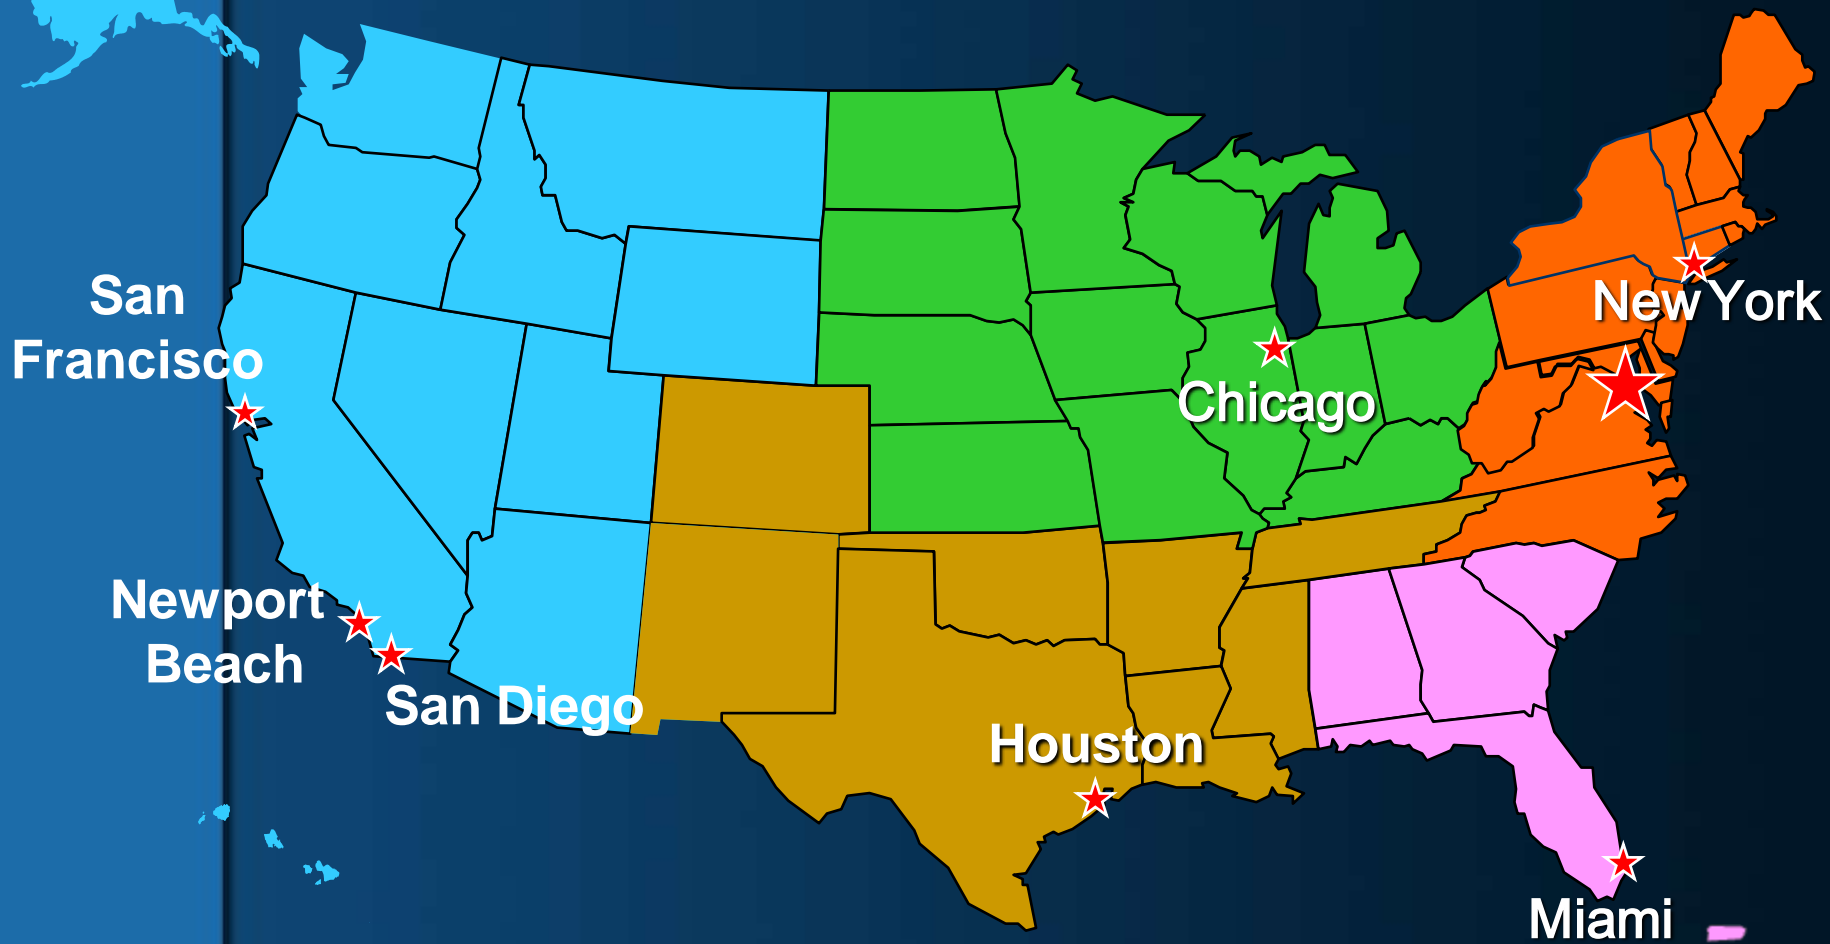 San
Francisco
New York
Chicago
Newport
Beach
San Diego
Houston
Miami